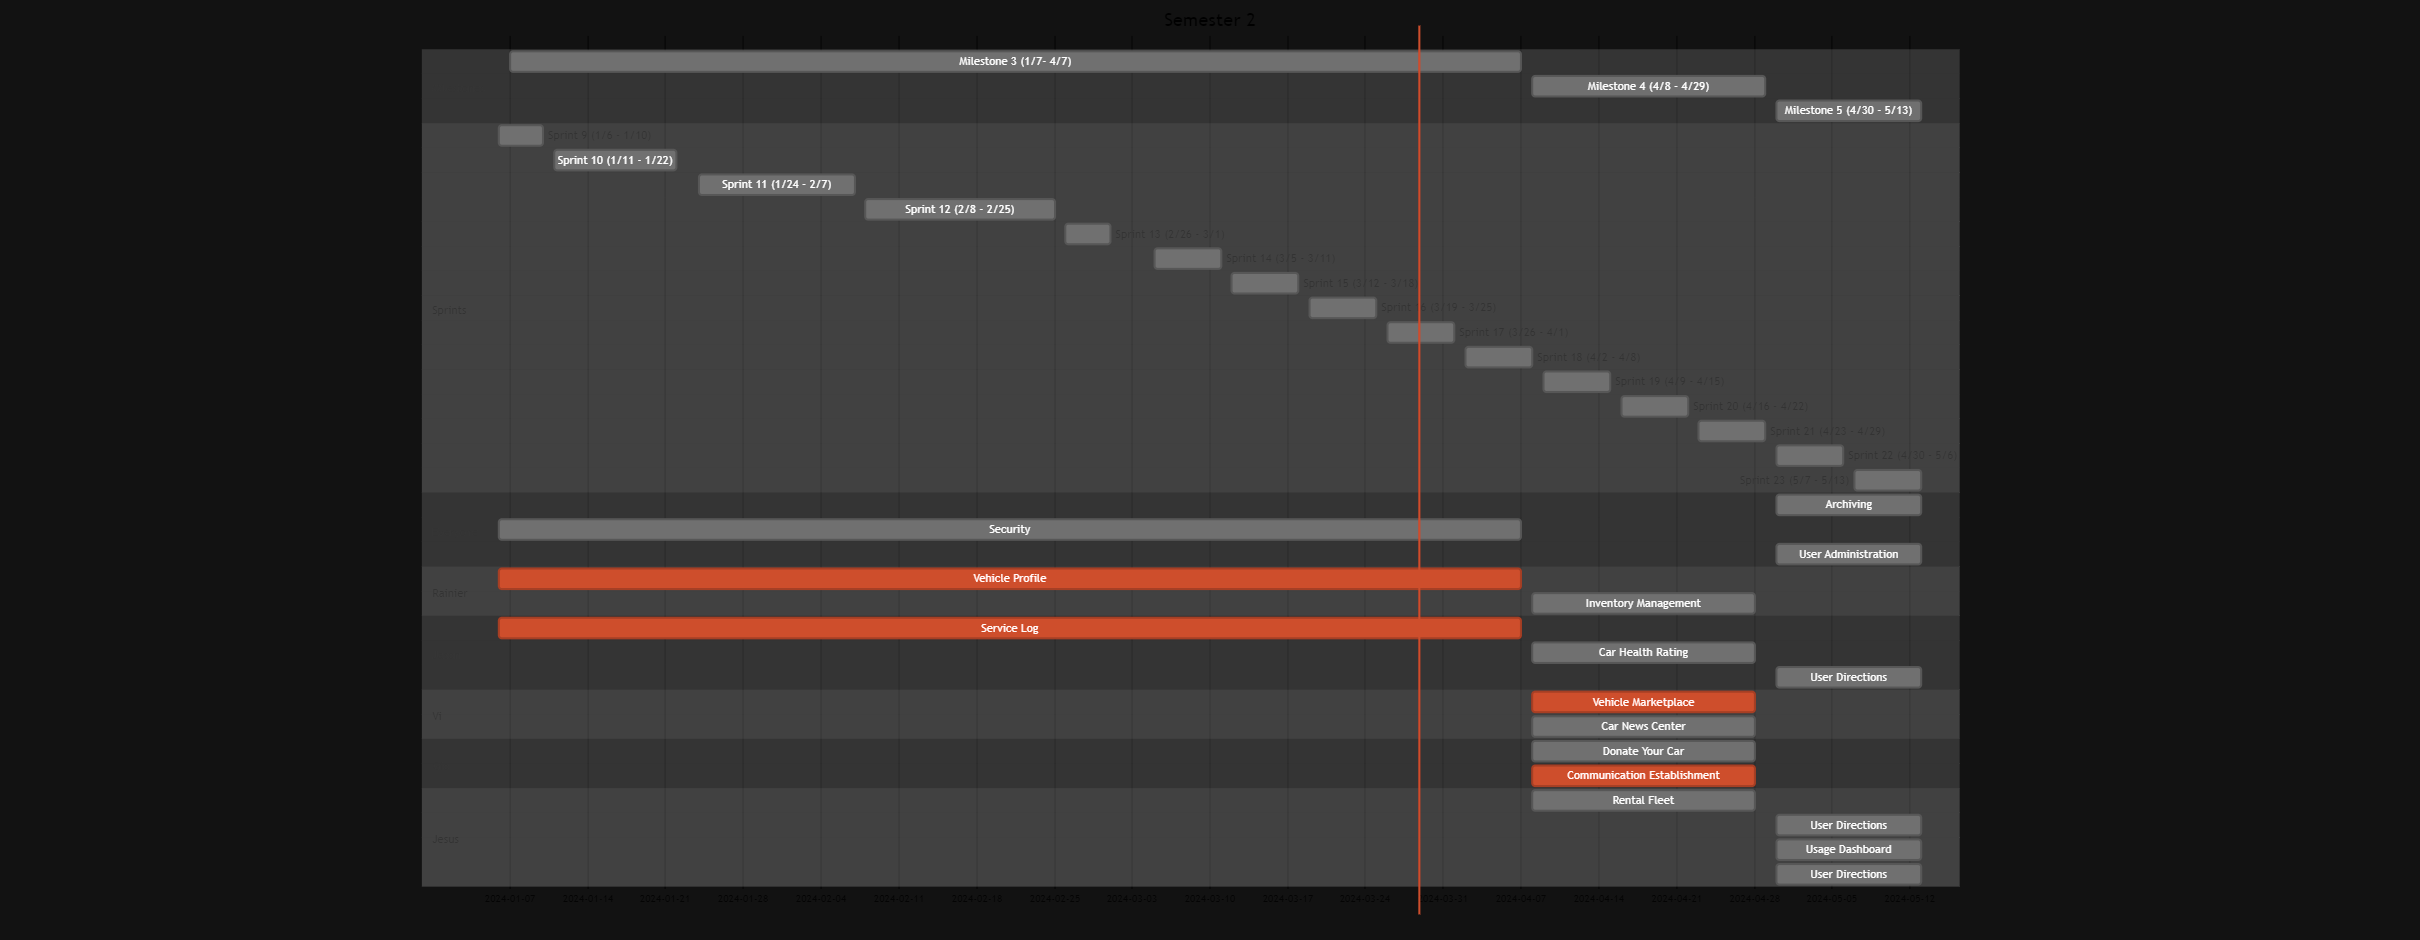 Semester 2
Milestone 3 (1/7- 4/7)
Milestone 4 (4/8 - 4/29)
Milestone 5 (4/30 - 5/13)
Sprint 9 (1/6 - 1/10)
Sprint 10 (1/11 - 1/22)
Sprint 11 (1/24 - 2/7)
Sprint 12 (2/8 - 2/25)
Sprint 13 (2/26 - 3/1)
Sprint 14 (3/5 - 3/11)
Sprint 15 (3/12 - 3/18)
Sprints
Sprint 16 (3/19 - 3/25)
Sprint 17 (3/26 - 4/1)
Sprint 18 (4/2 - 4/8)
Sprint 19 (4/9 - 4/15)
Sprint 20 (4/16 - 4/22)
Sprint 21 (4/23 - 4/29)
Sprint 22 (4/30 - 5/6)
Sprint 23 (5/7 - 5/13)
Archiving
Security
User Administration
Vehicle Profile
Rainier
Inventory Management
Service Log
Car Health Rating
User Directions
Vehicle Marketplace
Vi
Car News Center
Donate Your Car
Communication Establishment
Rental Fleet
User Directions
Usage Dashboard
User Directions
2024-01-07 2024-01-14 2024-01-21 2024-01-28 2024-02-04 2024-02-11 2024-02-18 2024-02-25 2024-03-03 2024-03-10 2024-03-17 2024-03-24 2024-03-31 2024-04-07 2024-04-14 2024-04-21 2024-04-28 2024-05-05 2024-05-12